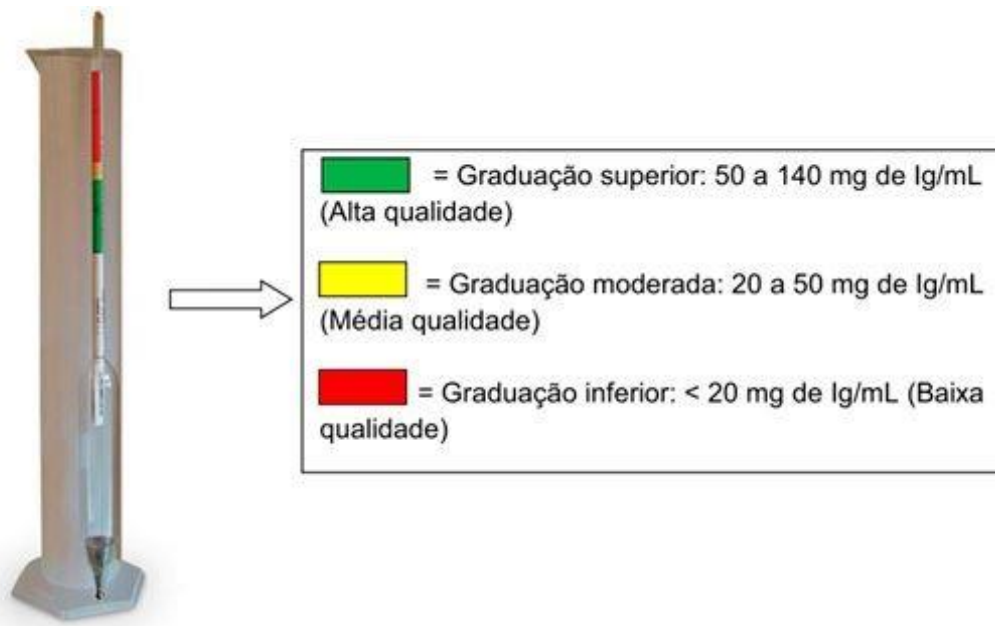 = Graduação superior: 50 a 140 mg de Ig/mL
(Alta qualidade)
= Graduação moderada: 20 a 50 mg de Ig/mL
(Média qualidade)
= Graduação inferior: < 20 mg de Ig/mL (Baixa
qualidade)